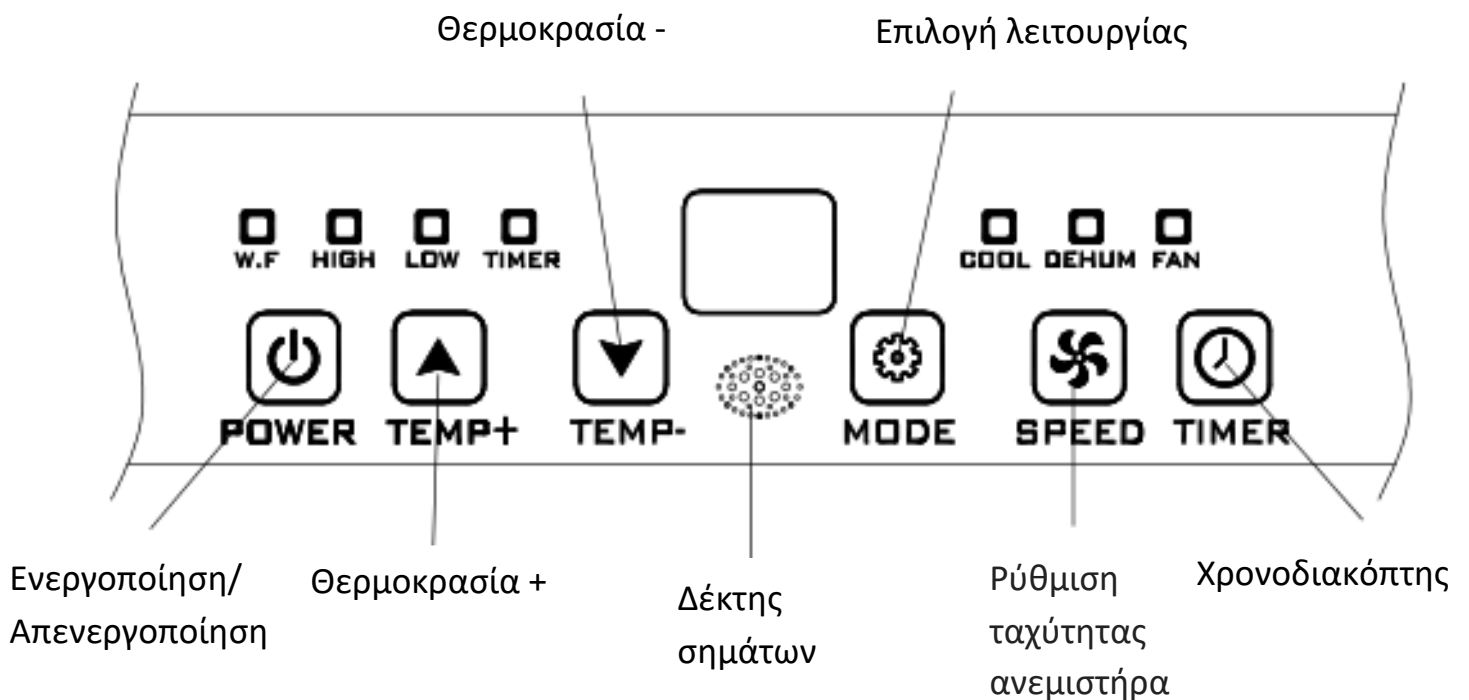 Θερμοκρασία -
Επιλογή λειτουργίας
W.F HIGH LOW TIMER
COOL DEHUM FAN
POWER TEMP+ TEMP- MODE SPEED TIMER
Ενεργοποίηση/
Απενεργοποίηση
Θερμοκρασία +
Δέκτης
σημάτων
Ρύθμιση
ταχύτητας
ανεμιστήρα
Χρονοδιακόπτης